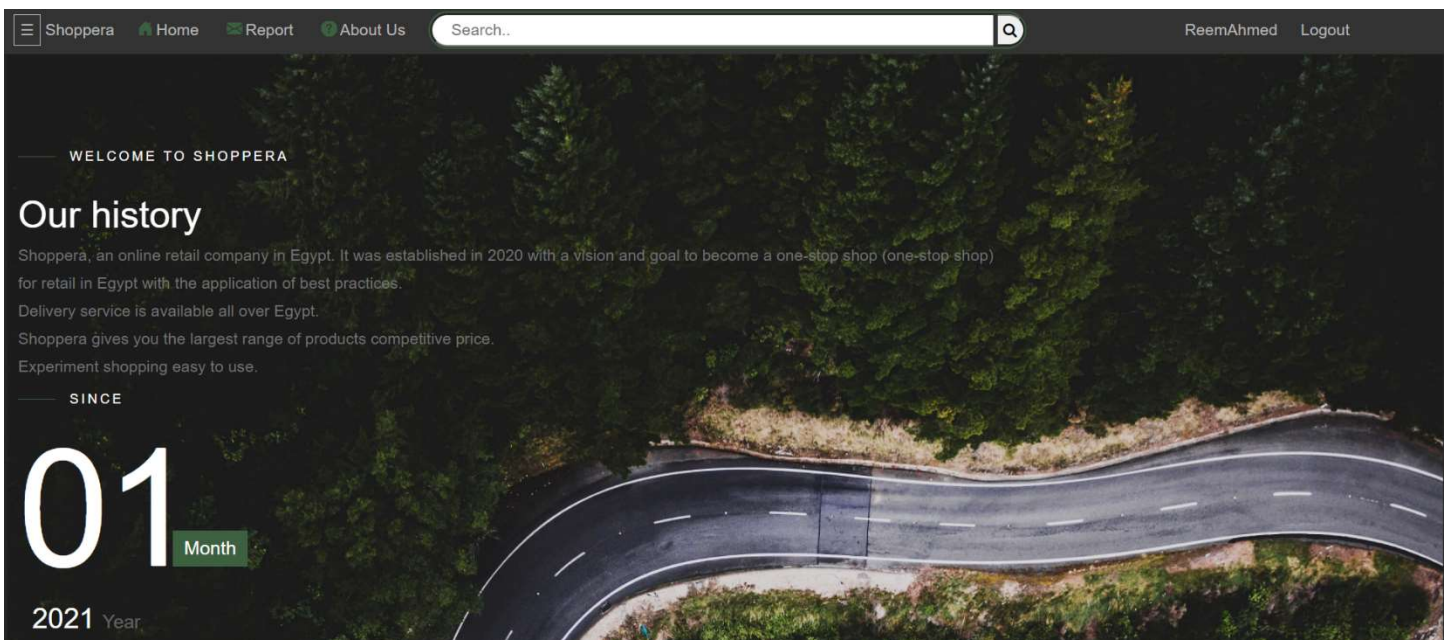 ☰ Shoppera Home Report About Us Search.. ReemAhmed Logout
WELCOME TO SHOPPERA
Our history
Shoppera, an online retail company in Egypt. It was established in 2020 with a vision and goal to become a one-stop shop (one-stop shop)
for retail in Egypt with the application of best practices.
Delivery service is available all over Egypt.
Shoppera gives you the largest range of products competitive price.
Experiment shopping easy to use.
SINCE
01 Month
2021 Year